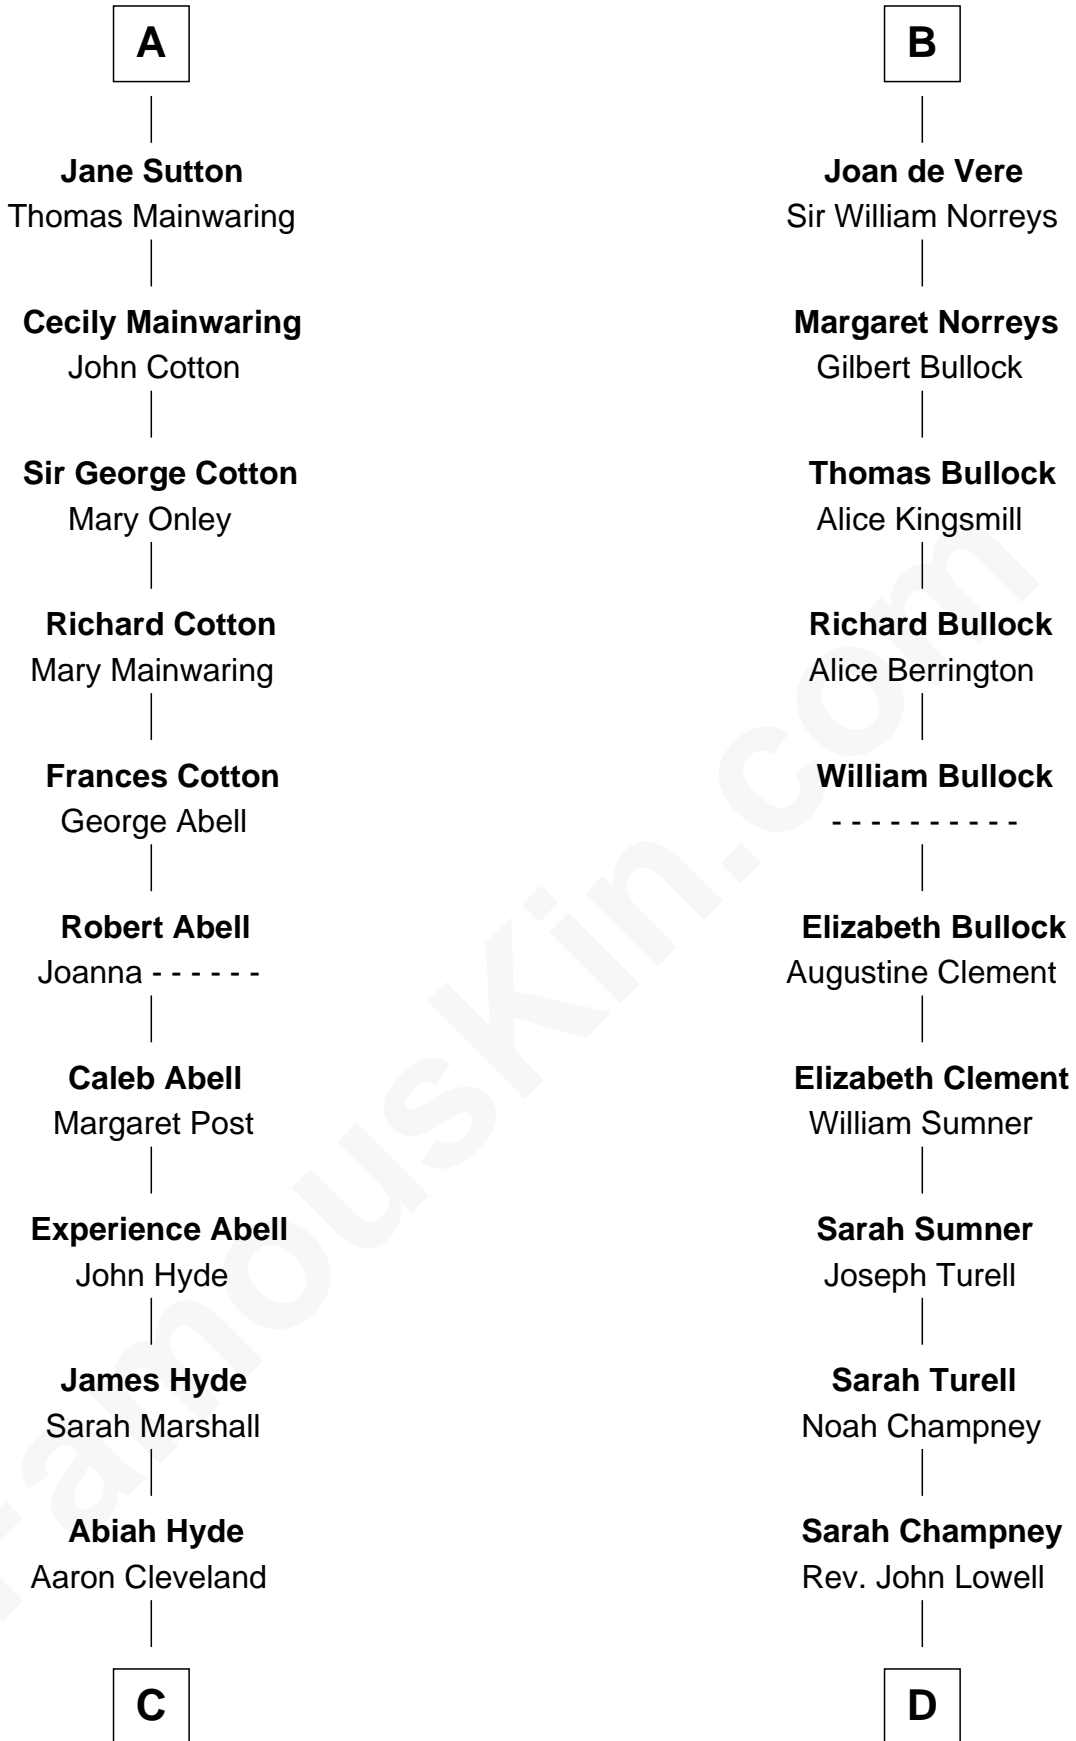 A
Jane Sutton
Thomas Mainwaring
Cecily Mainwaring
John Cotton
Sir George Cotton
Mary Onley
Richard Cotton
Mary Mainwaring
Frances Cotton
George Abell
Robert Abell
Joanna - - - - - -
Caleb Abell
Margaret Post
Experience Abell
John Hyde
James Hyde
Sarah Marshall
Abiah Hyde
Aaron Cleveland
C
B
Joan de Vere
Sir William Norreys
Margaret Norreys
Gilbert Bullock
Thomas Bullock
Alice Kingsmill
Richard Bullock
Alice Berrington
William Bullock
- - - - - - - - - -
Elizabeth Bullock
Augustine Clement
Elizabeth Clement
William Sumner
Sarah Sumner
Joseph Turell
Sarah Turell
Noah Champney
Sarah Champney
Rev. John Lowell
D
FamousKin.com